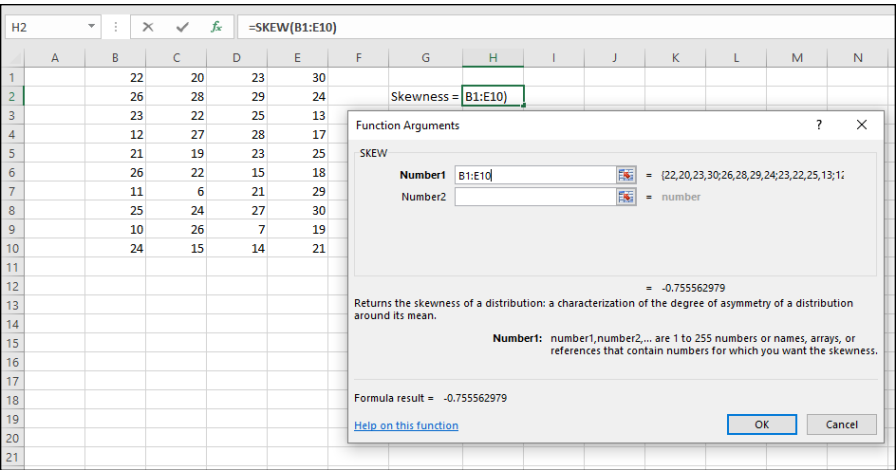 H2 =SKEW(B1:E10)
A B C D E F G H I J K L M N
1 22 20 23 30
2 26 28 29 24 Skewness = B1:E10)
3 23 22 25 13
4 12 27 28 17
5 21 19 23 25
6 26 22 15 18
7 11 6 21 29
8 25 24 27 30
9 10 26 7 19
10 24 15 14 21
11
12
13
14
15
16
17
18
19
20
21
Function Arguments ? ×
SKEW
Number1 B1:E10 = {22,20,23,30;26,28,29,24;23,22,25,13;12
Number2 = number
= -0.755562979
Returns the skewness of a distribution: a characterization of the degree of asymmetry of a distribution
around its mean.
Number1: number1,number2,... are 1 to 255 numbers or names, arrays, or
references that contain numbers for which you want the skewness.
Formula result = -0.755562979
Help on this function OK Cancel